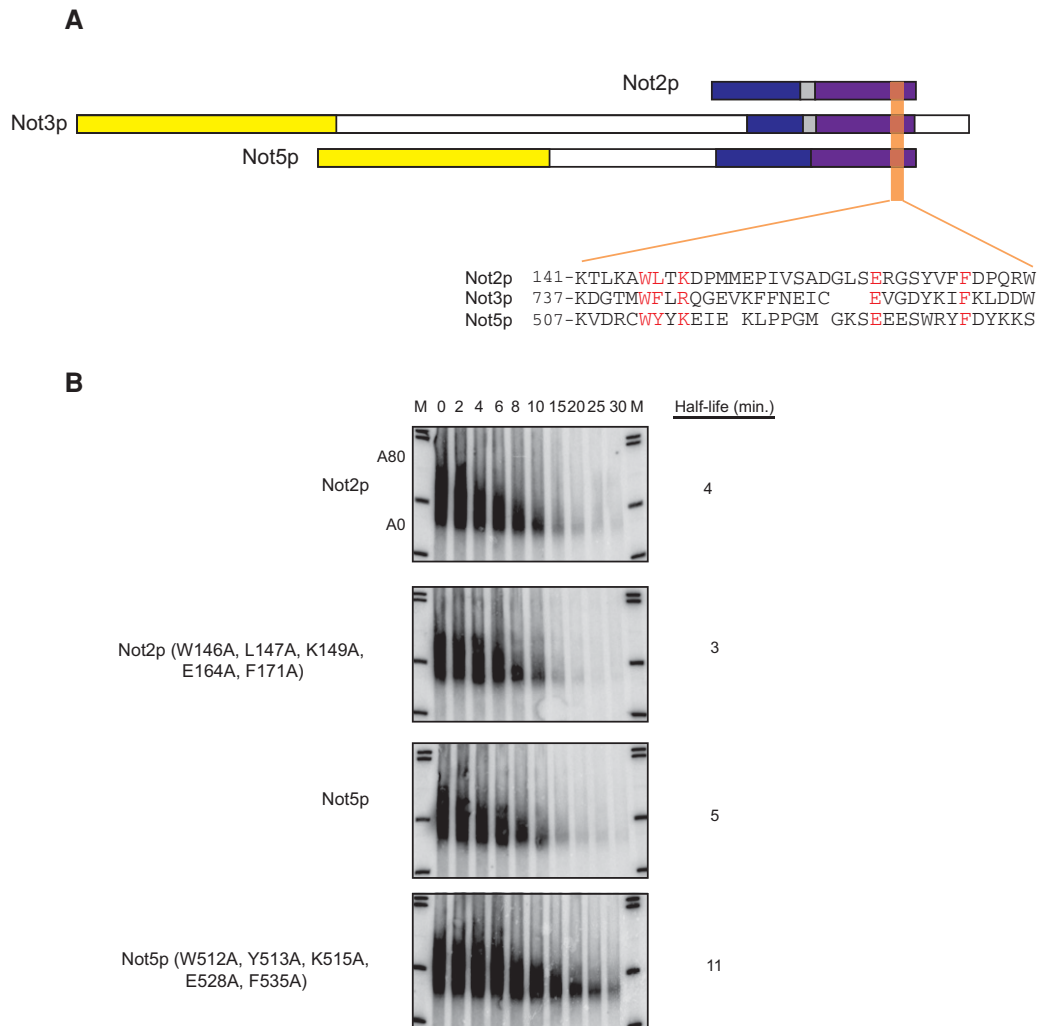 A
Not2p
Not3p
Not5p
Not2p 141-KTLKAWLTKDPMMEPIVSADGLSERGSYVFFDPQRW
Not3p 737-KDGTMWFLRQGEVKFFNEIC EVGDYKIFKLDDW
Not5p 507-KVDRCWYYKEIE KLPPGM GKSEEESWRYFDYKKS
B
M 0 2 4 6 8 10 15 20 25 30 M Half-life (min.)
A80
Not2p
4
A0
Not2p (W146A, L147A, K149A,
E164A, F171A)
3
Not5p
5
Not5p (W512A, Y513A, K515A,
E528A, F535A)
11